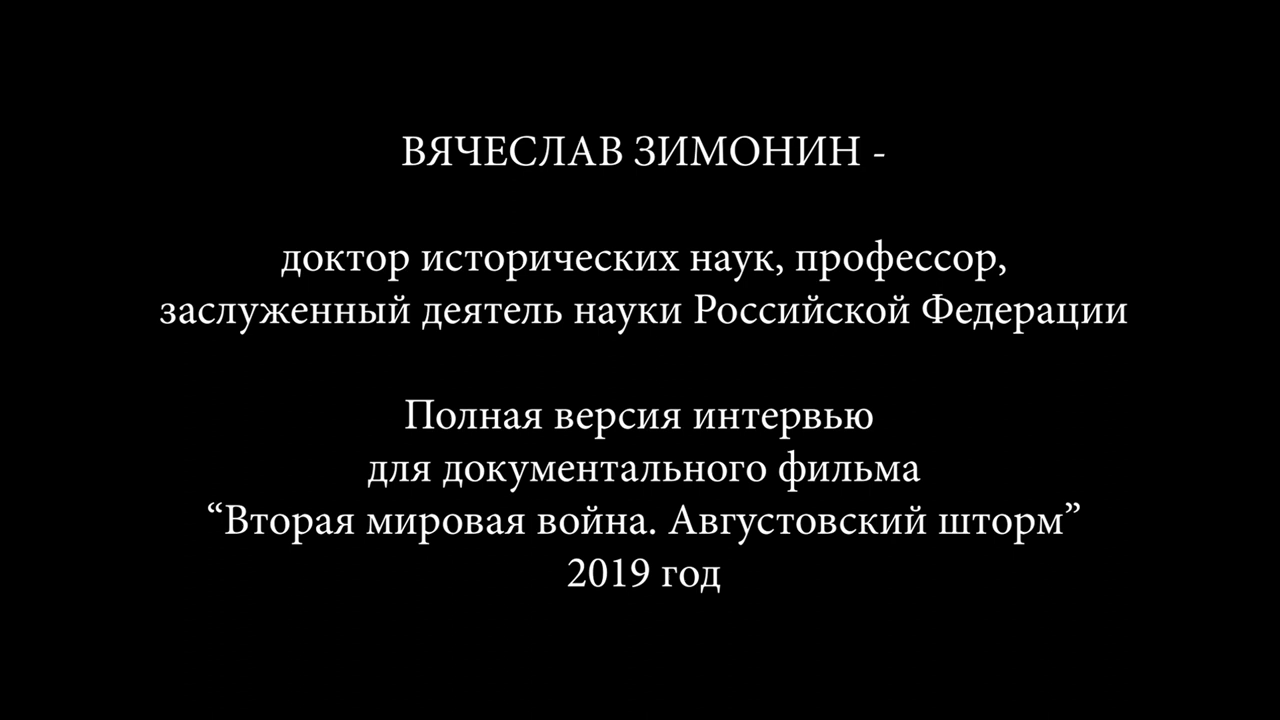 ВЯЧЕСЛАВ ЗИМОНИН -
доктор исторических наук, профессор,
заслуженный деятель науки Российской Федерации
Полная версия интервью
для документального фильма
“Вторая мировая война. Августовский шторм”
2019 год